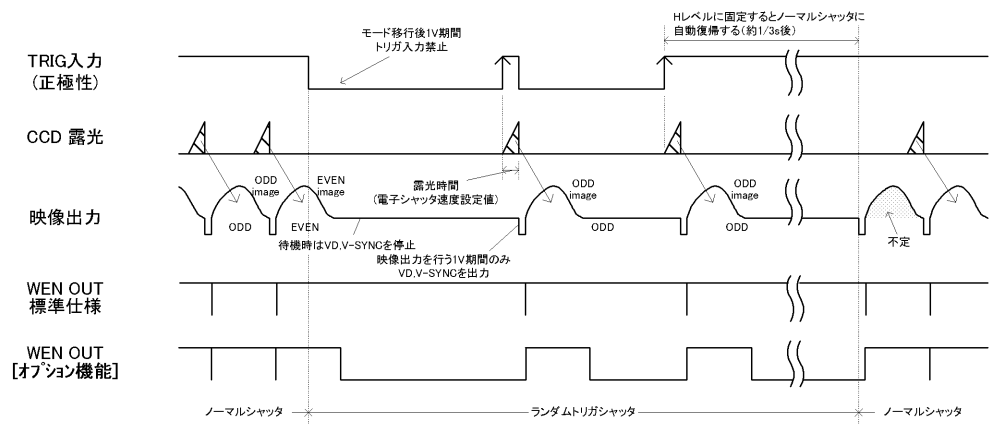 Hレベルに固定するとノーマルシャッタに
自動復帰する(約1/3s後)
モード移行後1V期間
トリガ入力禁止
TRIG入力
(正極性)
CCD 露光
露光時間
(電子シャッタ速度設定値)
映像出力
ODD
image
EVEN
image
ODD
image
ODD
image
ODD
EVEN
ODD
ODD
不定
待機時はVD,V-SYNCを停止
映像出力を行う1V期間のみ
VD,V-SYNCを出力
WEN OUT
標準仕様
WEN OUT
[オプション機能]
ノーマルシャッタ
ランダムトリガシャッタ
ノーマルシャッタ